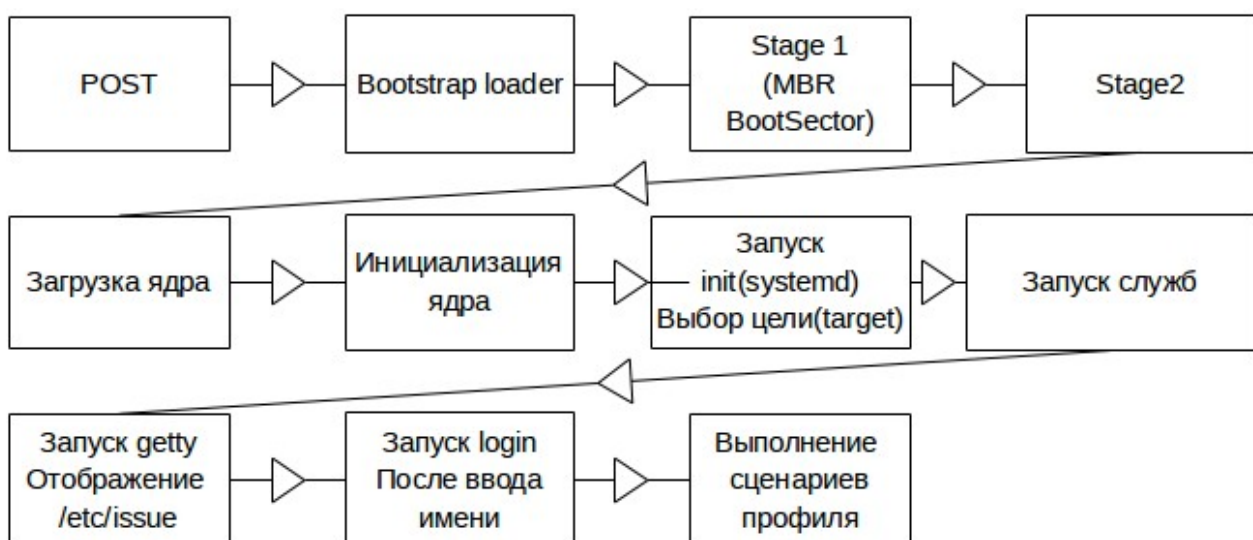 POST
Bootstrap loader
Stage 1
(MBR
BootSector)
Stage2
Загрузка ядра
Инициализация
ядра
Запуск
init(systemd)
Выбор цели(target)
Запуск служб
Запуск getty
Отображение
/etc/issue
Запуск login
После ввода
имени
Выполнение
сценариев
профиля